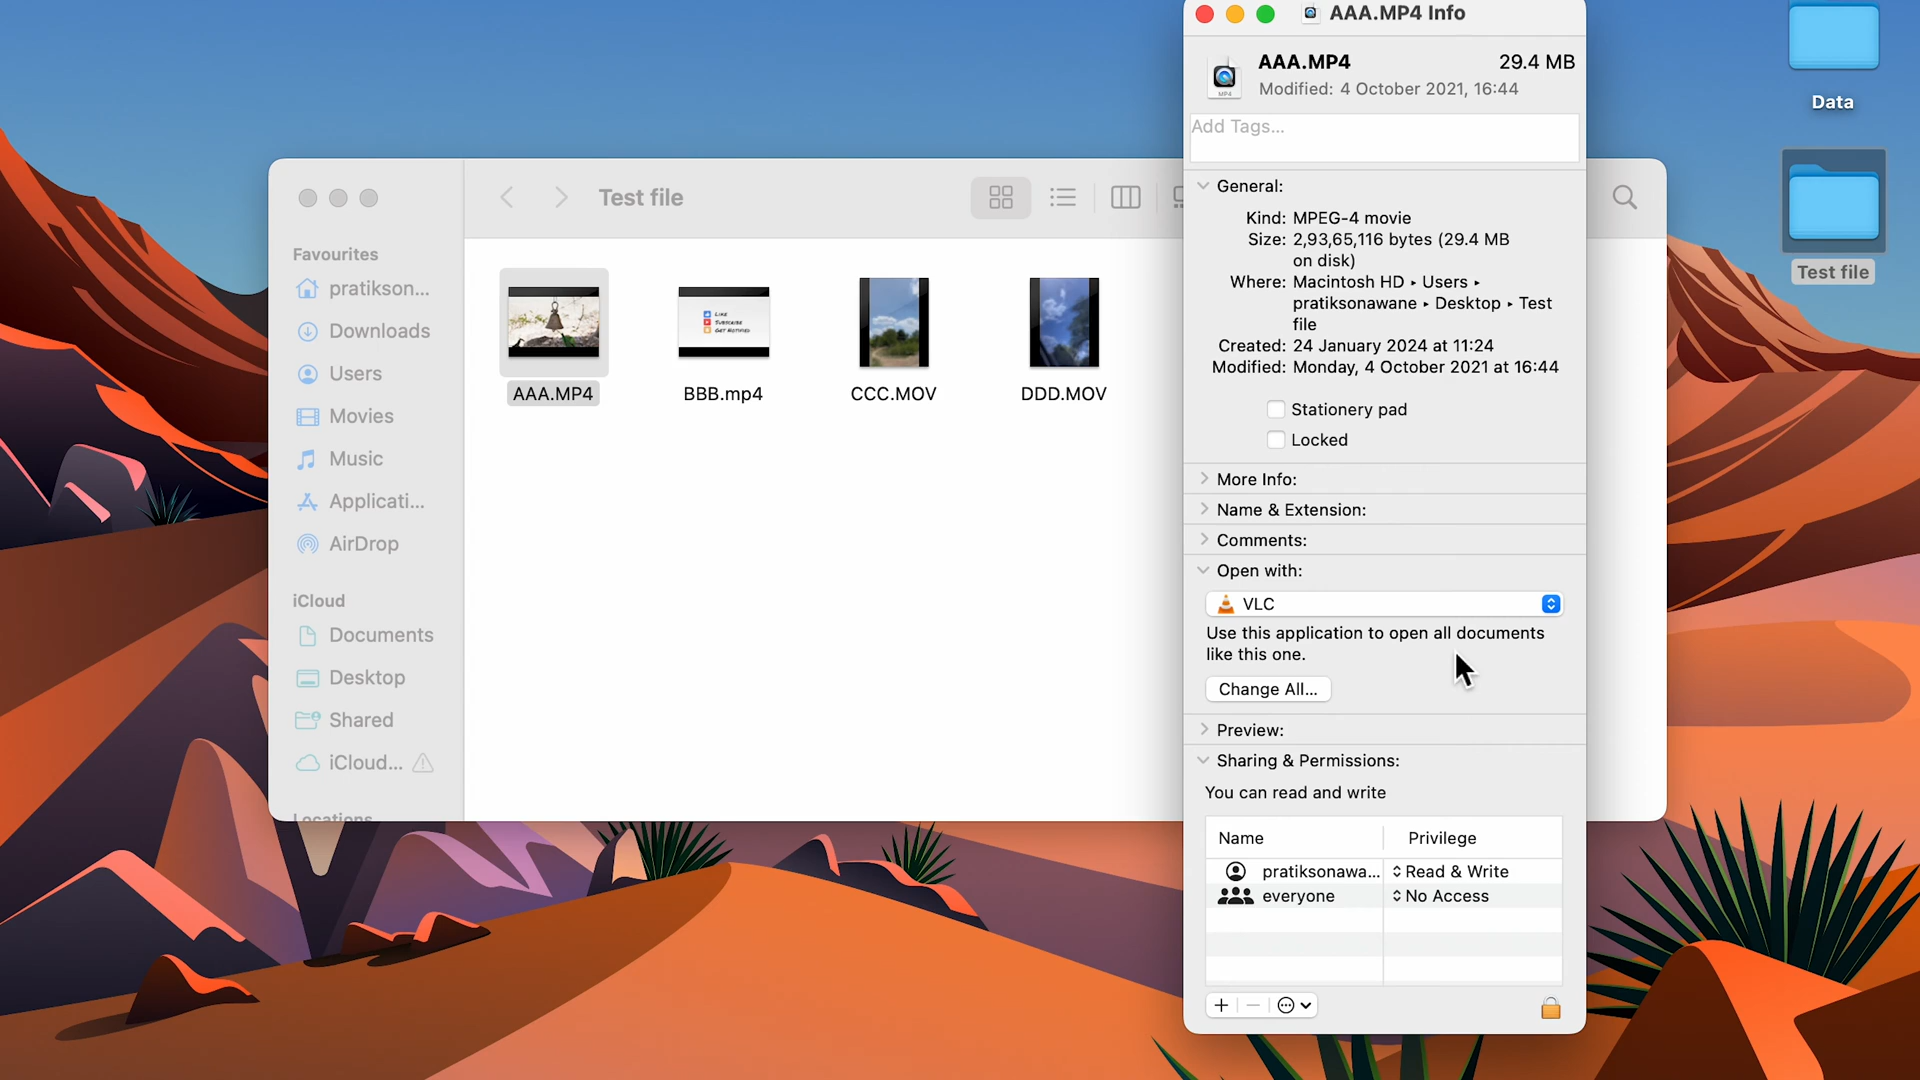 AAA.MP4 Info
AAA.MP4 29.4 MB
Modified: 4 October 2021, 16:44
Add Tags...
General:
Kind: MPEG-4 movie
Size: 2,93,65,116 bytes (29.4 MB
on disk)
Where: Macintosh HD ▸ Users ▸
pratiksonawane ▸ Desktop ▸ Test
file
Created: 24 January 2024 at 11:24
Modified: Monday, 4 October 2021 at 16:44
Stationery pad
Locked
More Info:
Name & Extension:
Comments:
Open with:
VLC
Use this application to open all documents
like this one.
Change All...
Preview:
Sharing & Permissions:
You can read and write
Name Privilege
pratiksonawa... Read & Write
everyone No Access
Test file
Favourites
pratikson...
Downloads
Users
Movies
Music
Applicati...
AirDrop
iCloud
Documents
Desktop
Shared
iCloud...
Locations
LIKE
SUBSCRIBE
GET NOTIFIED
AAA.MP4
BBB.mp4
CCC.MOV
DDD.MOV
Data
Test file
MP4